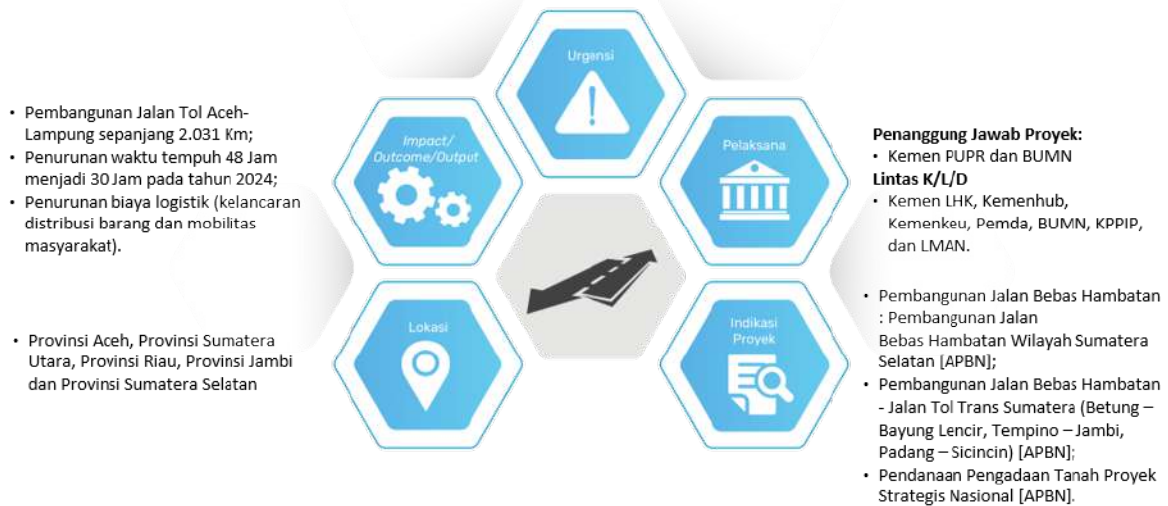 Urgensi
• Pembangunan Jalan Tol Aceh-
Lampung sepanjang 2.031 Km;
• Penurunan waktu tempuh 48 Jam
menjadi 30 Jam pada tahun 2024;
• Penurunan biaya logistik (kelancaran
distribusi barang dan mobilitas
masyarakat).
Impact/
Outcome/Output
Pelaksana
Penanggung Jawab Proyek:
• Kemen PUPR dan BUMN
Lintas K/L/D
• Kemen LHK, Kemenhub,
Kemenkeu, Pemda, BUMN, KPPIP,
dan LMAN.
• Provinsi Aceh, Provinsi Sumatera
Utara, Provinsi Riau, Provinsi Jambi
dan Provinsi Sumatera Selatan
Lokasi
Indikasi
Proyek
• Pembangunan Jalan Bebas Hambatan
: Pembangunan Jalan
Bebas Hambatan Wilayah Sumatera
Selatan [APBN];
• Pembangunan Jalan Bebas Hambatan
- Jalan Tol Trans Sumatera (Betung –
Bayung Lencir, Tempino – Jambi,
Padang – Sicincin) [APBN];
• Pendanaan Pengadaan Tanah Proyek
Strategis Nasional [APBN].